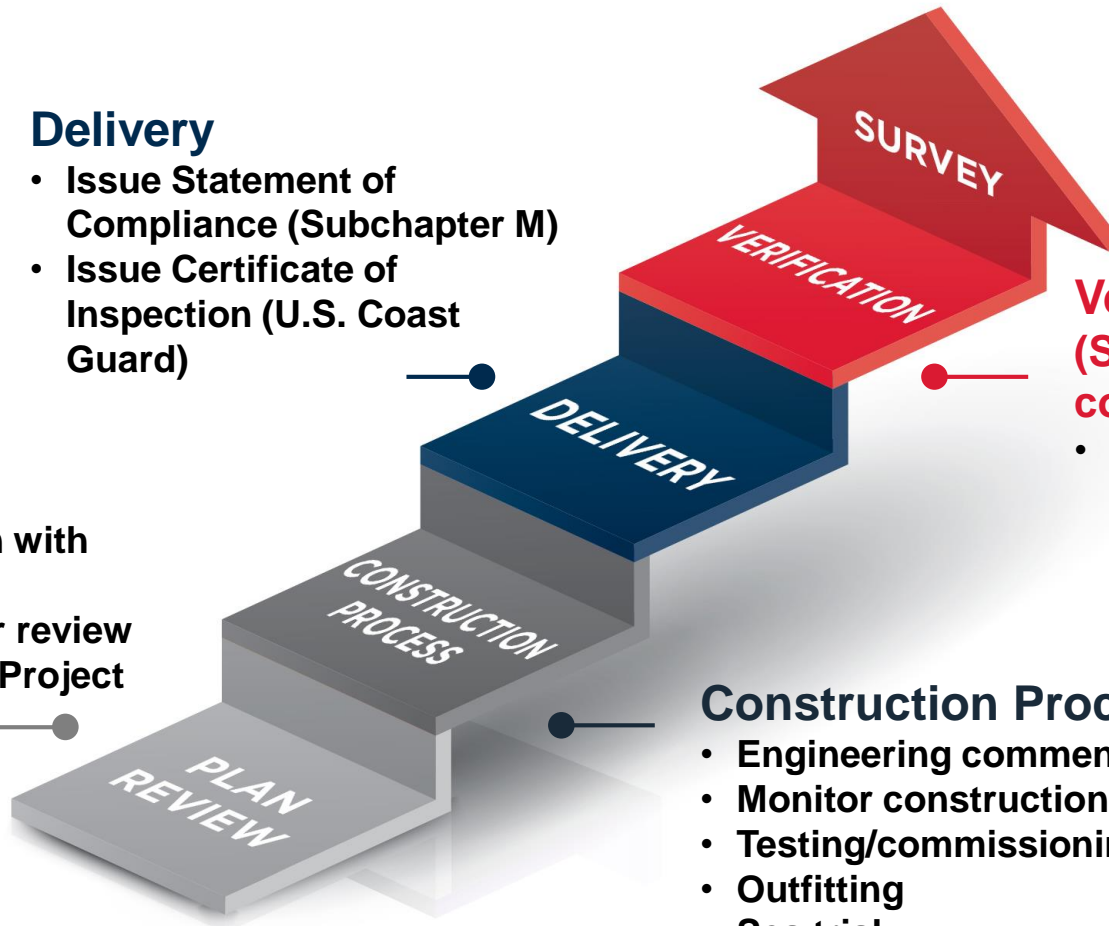 Delivery
• Issue Statement of
Compliance (Subchapter M)
• Issue Certificate of
Inspection (U.S. Coast
Guard)
SURVEY
VERIFICATION
DELIVERY
CONSTRUCTION
PROCESS
PLAN
REVIEW
with
review
Project
Construction
• Engineering
• Monitor construction
•
• Outfitting